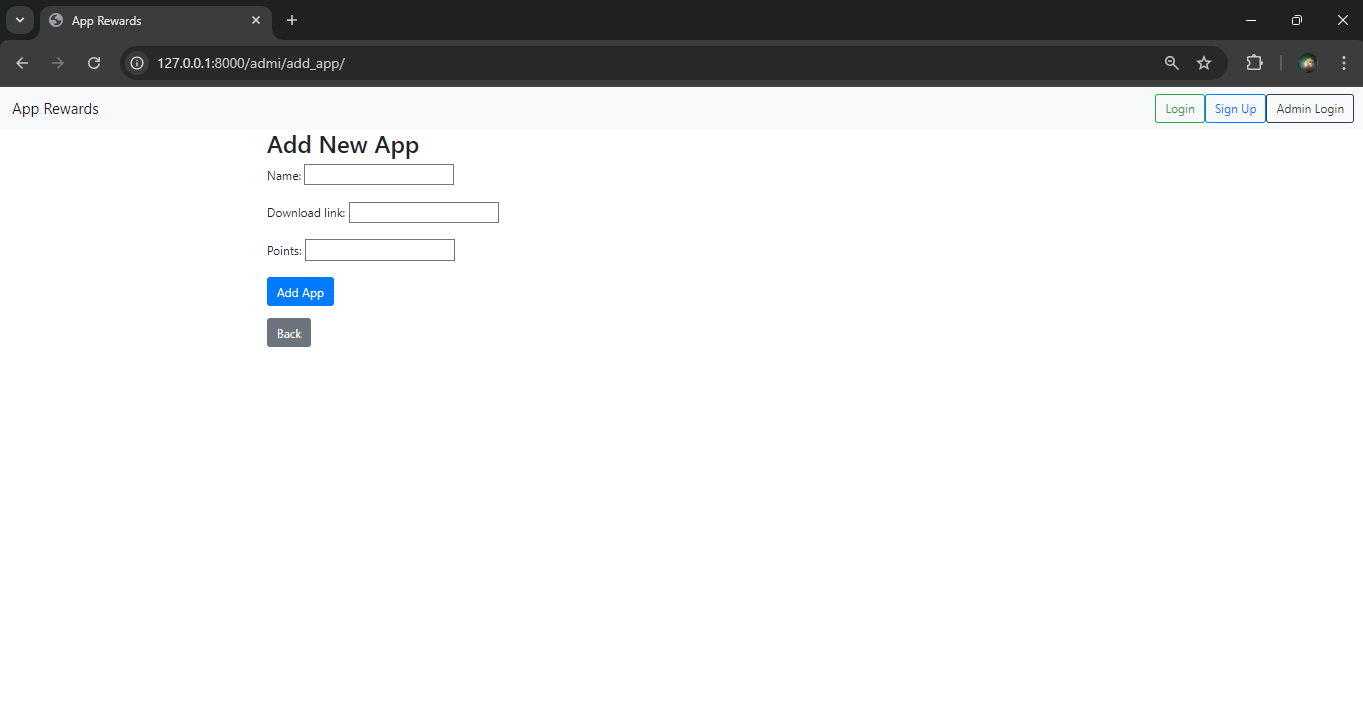 App Rewards
127.0.0.1:8000/admi/add_app/
App Rewards
Login Sign Up Admin Login
Add New App
Name:
Download link:
Points:
Add App
Back